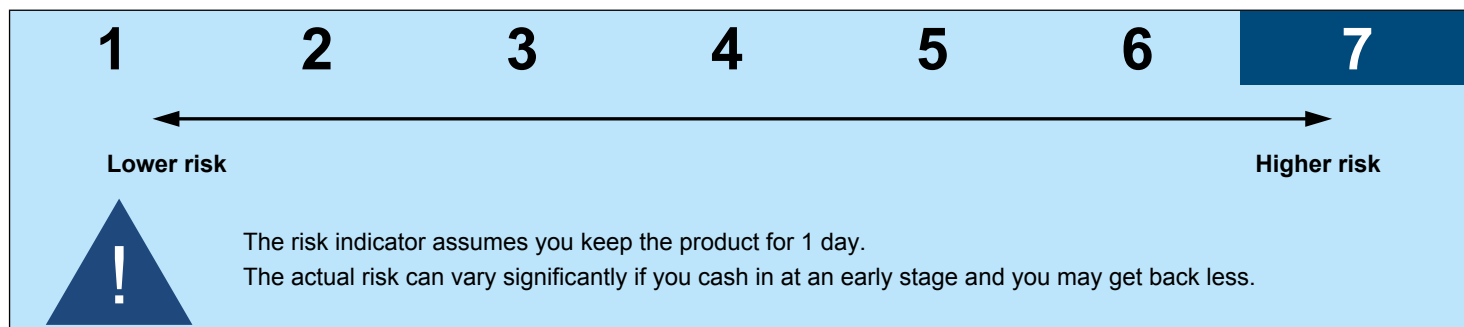 1 2 3 4 5 6 7
Lower risk Higher risk
!
The risk indicator assumes you keep the product for 1 day.
The actual risk can vary significantly if you cash in at an early stage and you may get back less.